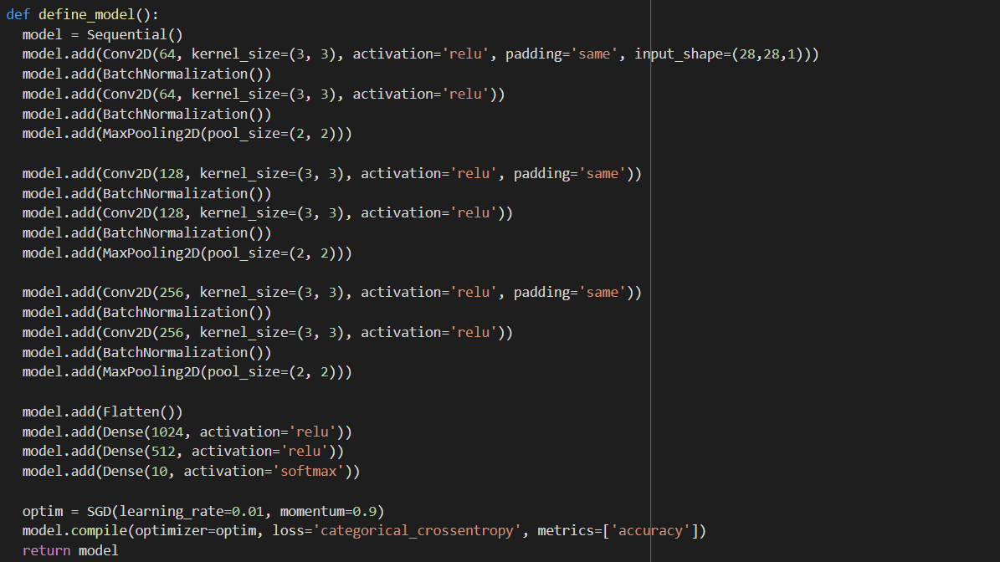 def define_model():
  model = Sequential()
  model.add(Conv2D(64, kernel_size=(3, 3), activation='relu', padding='same', input_shape=(28,28,1)))
  model.add(BatchNormalization())
  model.add(Conv2D(64, kernel_size=(3, 3), activation='relu'))
  model.add(BatchNormalization())
  model.add(MaxPooling2D(pool_size=(2, 2)))

  model.add(Conv2D(128, kernel_size=(3, 3), activation='relu', padding='same'))
  model.add(BatchNormalization())
  model.add(Conv2D(128, kernel_size=(3, 3), activation='relu'))
  model.add(BatchNormalization())
  model.add(MaxPooling2D(pool_size=(2, 2)))

  model.add(Conv2D(256, kernel_size=(3, 3), activation='relu', padding='same'))
  model.add(BatchNormalization())
  model.add(Conv2D(256, kernel_size=(3, 3), activation='relu'))
  model.add(BatchNormalization())
  model.add(MaxPooling2D(pool_size=(2, 2)))

  model.add(Flatten())
  model.add(Dense(1024, activation='relu'))
  model.add(Dense(512, activation='relu'))
  model.add(Dense(10, activation='softmax'))

  optim = SGD(learning_rate=0.01, momentum=0.9)
  model.compile(optimizer=optim, loss='categorical_crossentropy', metrics=['accuracy'])
  return model